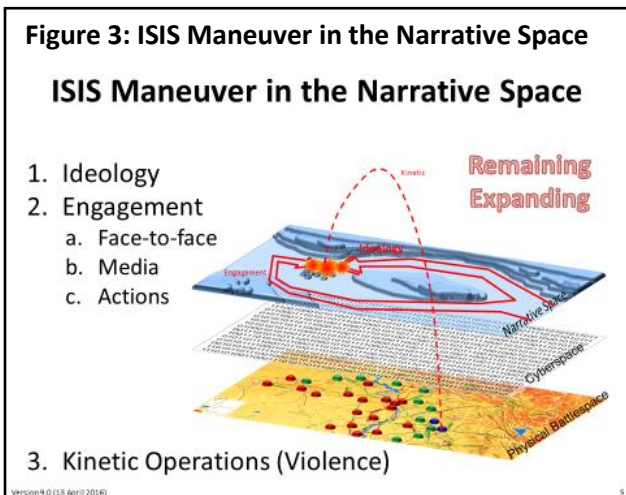 Figure 3: ISIS Maneuver in the Narrative Space
ISIS Maneuver in the Narrative Space
1. Ideology
2. Engagement
a. Face-to-face
b. Media
c. Actions
Kinetic
Remaining
Expanding
Ideology
Engagement
Narrative Space
Cyberspace
Physical Battlespace
3. Kinetic Operations (Violence)
Version 9.0 (13 April 2016)
5